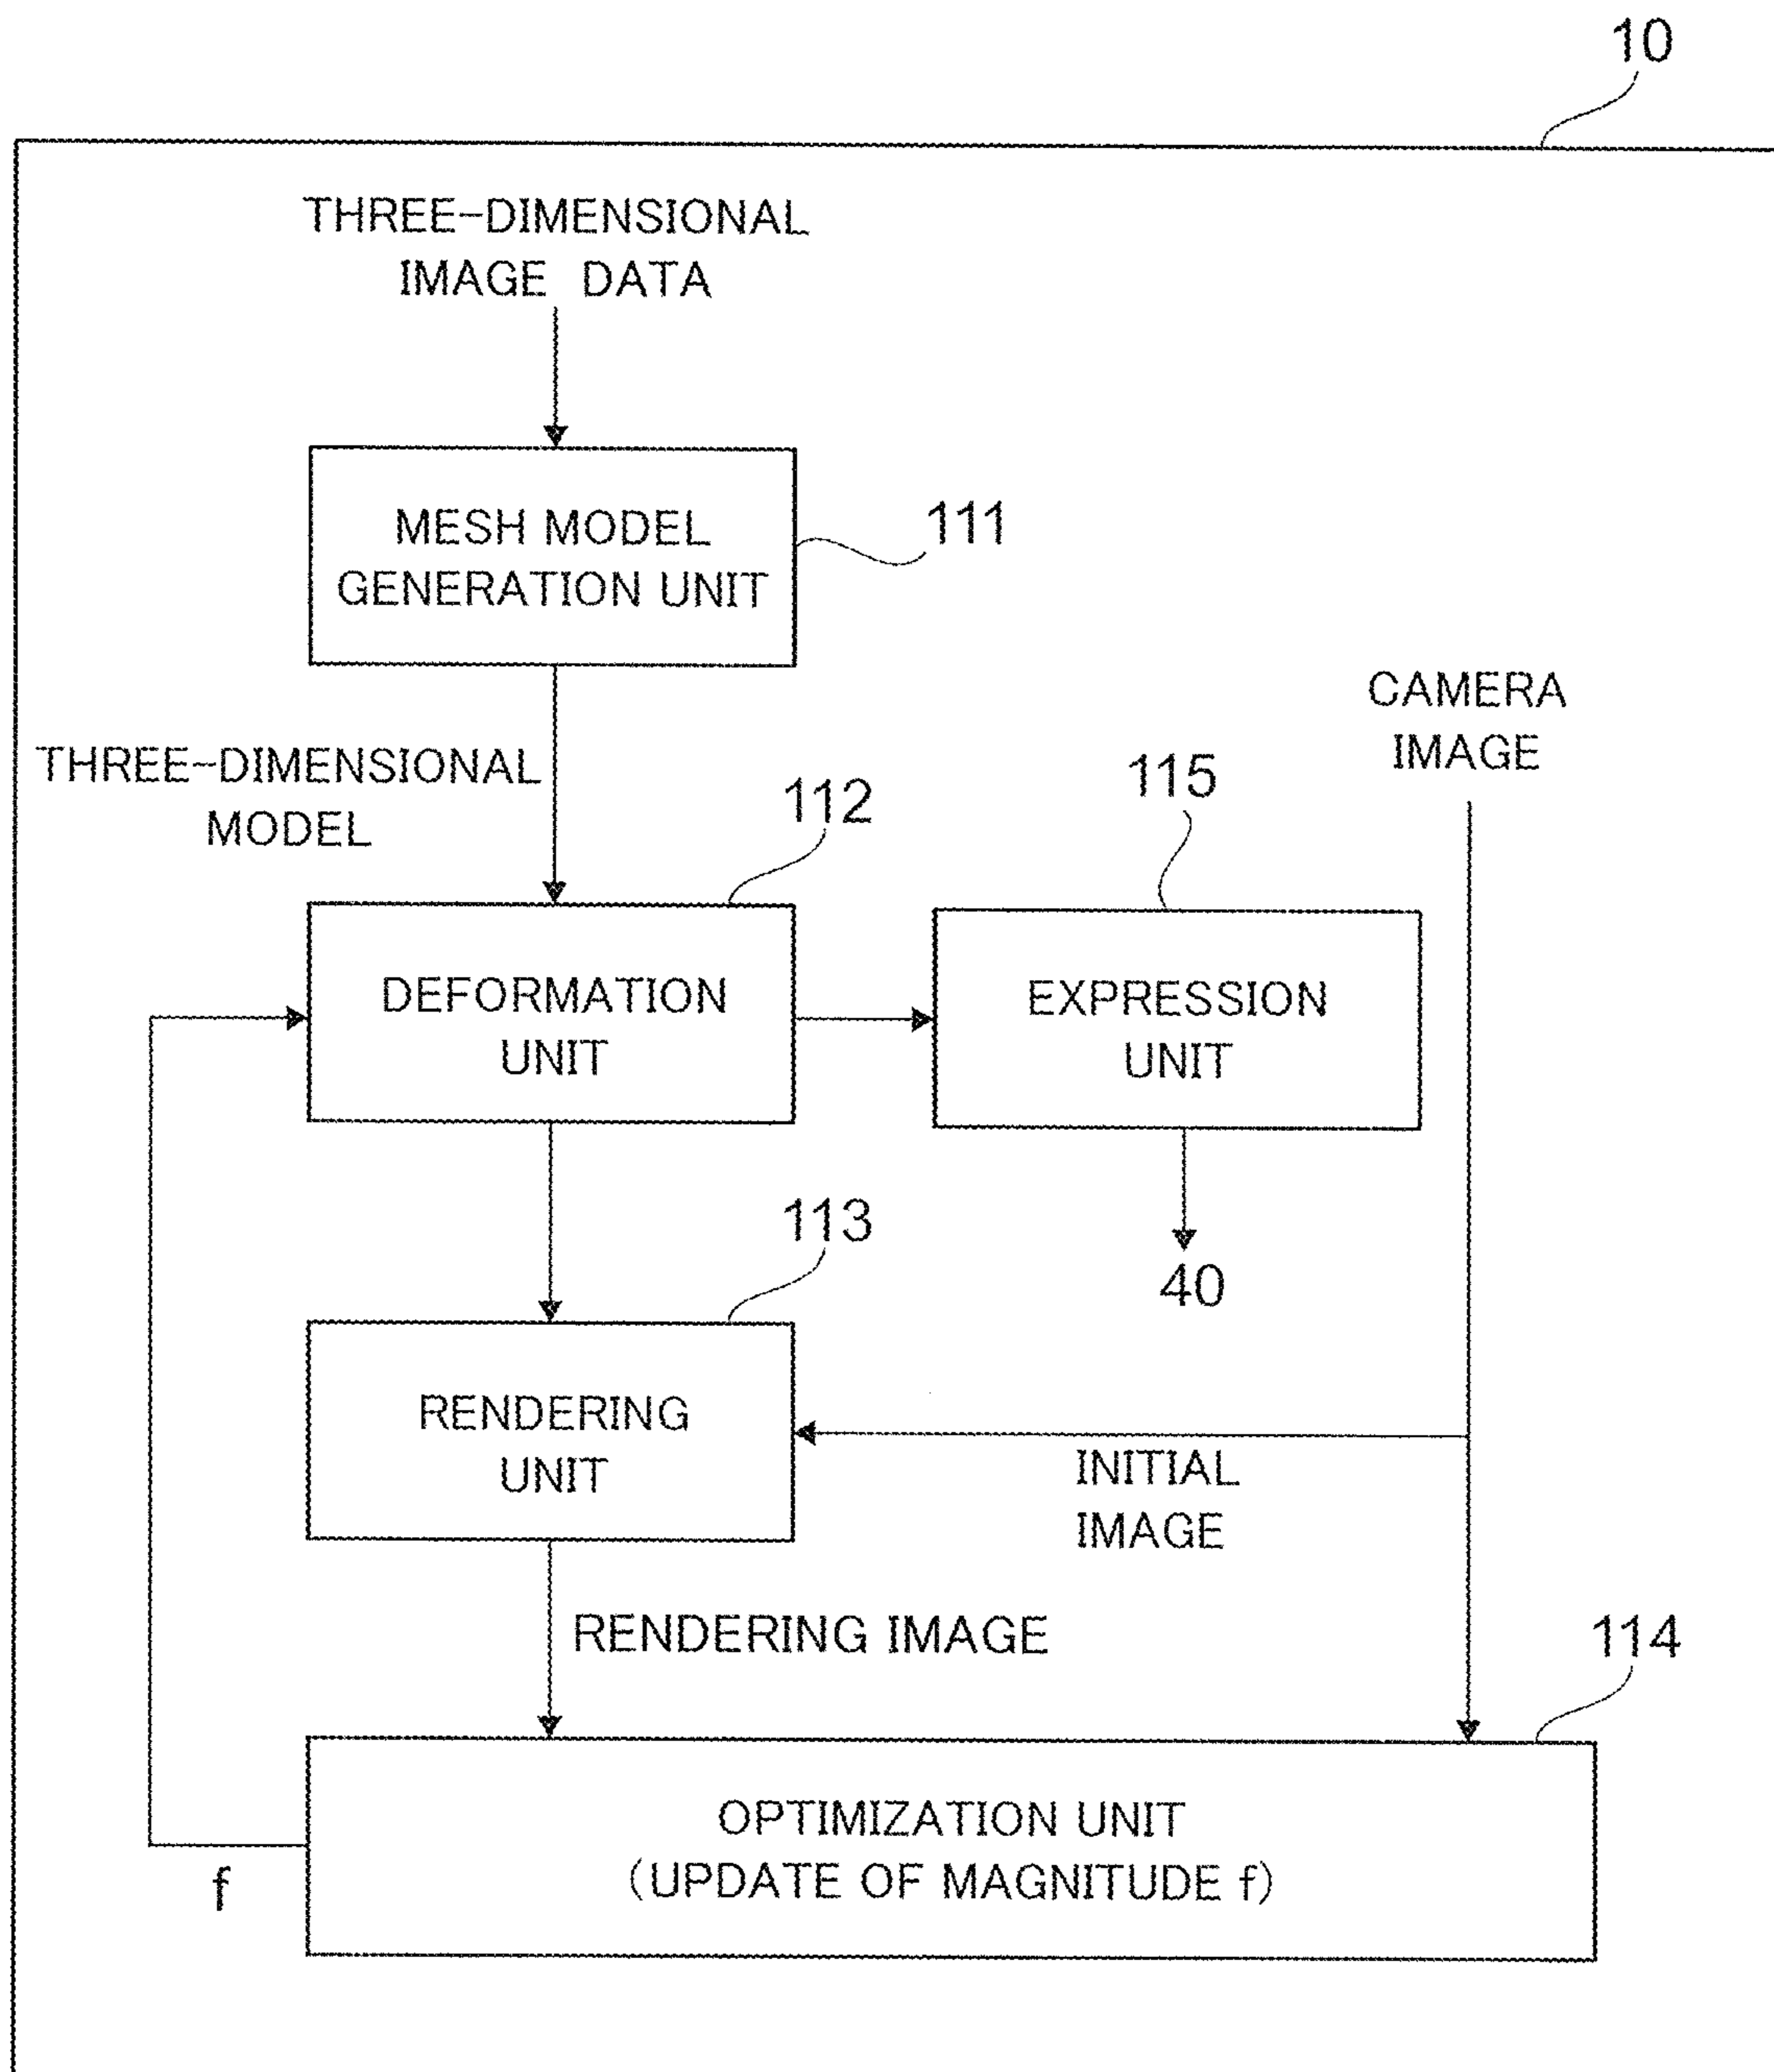 10
THREE-DIMENSIONAL
IMAGE DATA
MESH MODEL
GENERATION UNIT
111
CAMERA
IMAGE
THREE-DIMENSIONAL
MODEL
112
115
DEFORMATION
UNIT
EXPRESSION
UNIT
113
40
RENDERING
UNIT
INITIAL
IMAGE
RENDERING IMAGE
114
OPTIMIZATION UNIT
(UPDATE OF MAGNITUDE f)
f